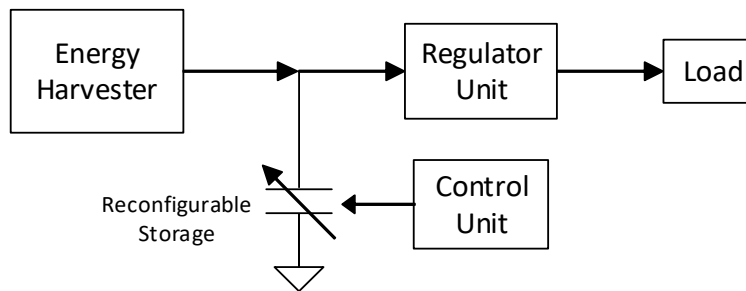 Energy
Harvester
Regulator
Unit
Load
Reconfigurable
Storage
Control
Unit